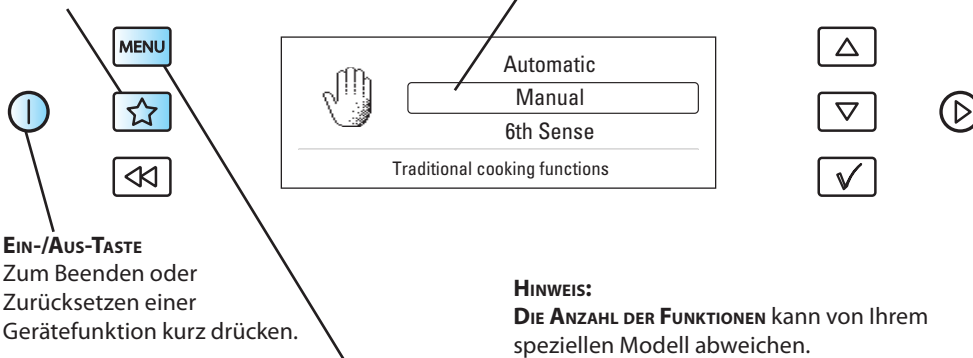 MENU
Automatic
Manual
6th Sense
Traditional cooking functions
EIN-/AUS-TASTE
Zum Beenden oder
Zurücksetzen einer
Gerätefunktion kurz drücken.
HINWEIS:
DIE ANZAHL DER FUNKTIONEN kann von Ihrem
speziellen Modell abweichen.